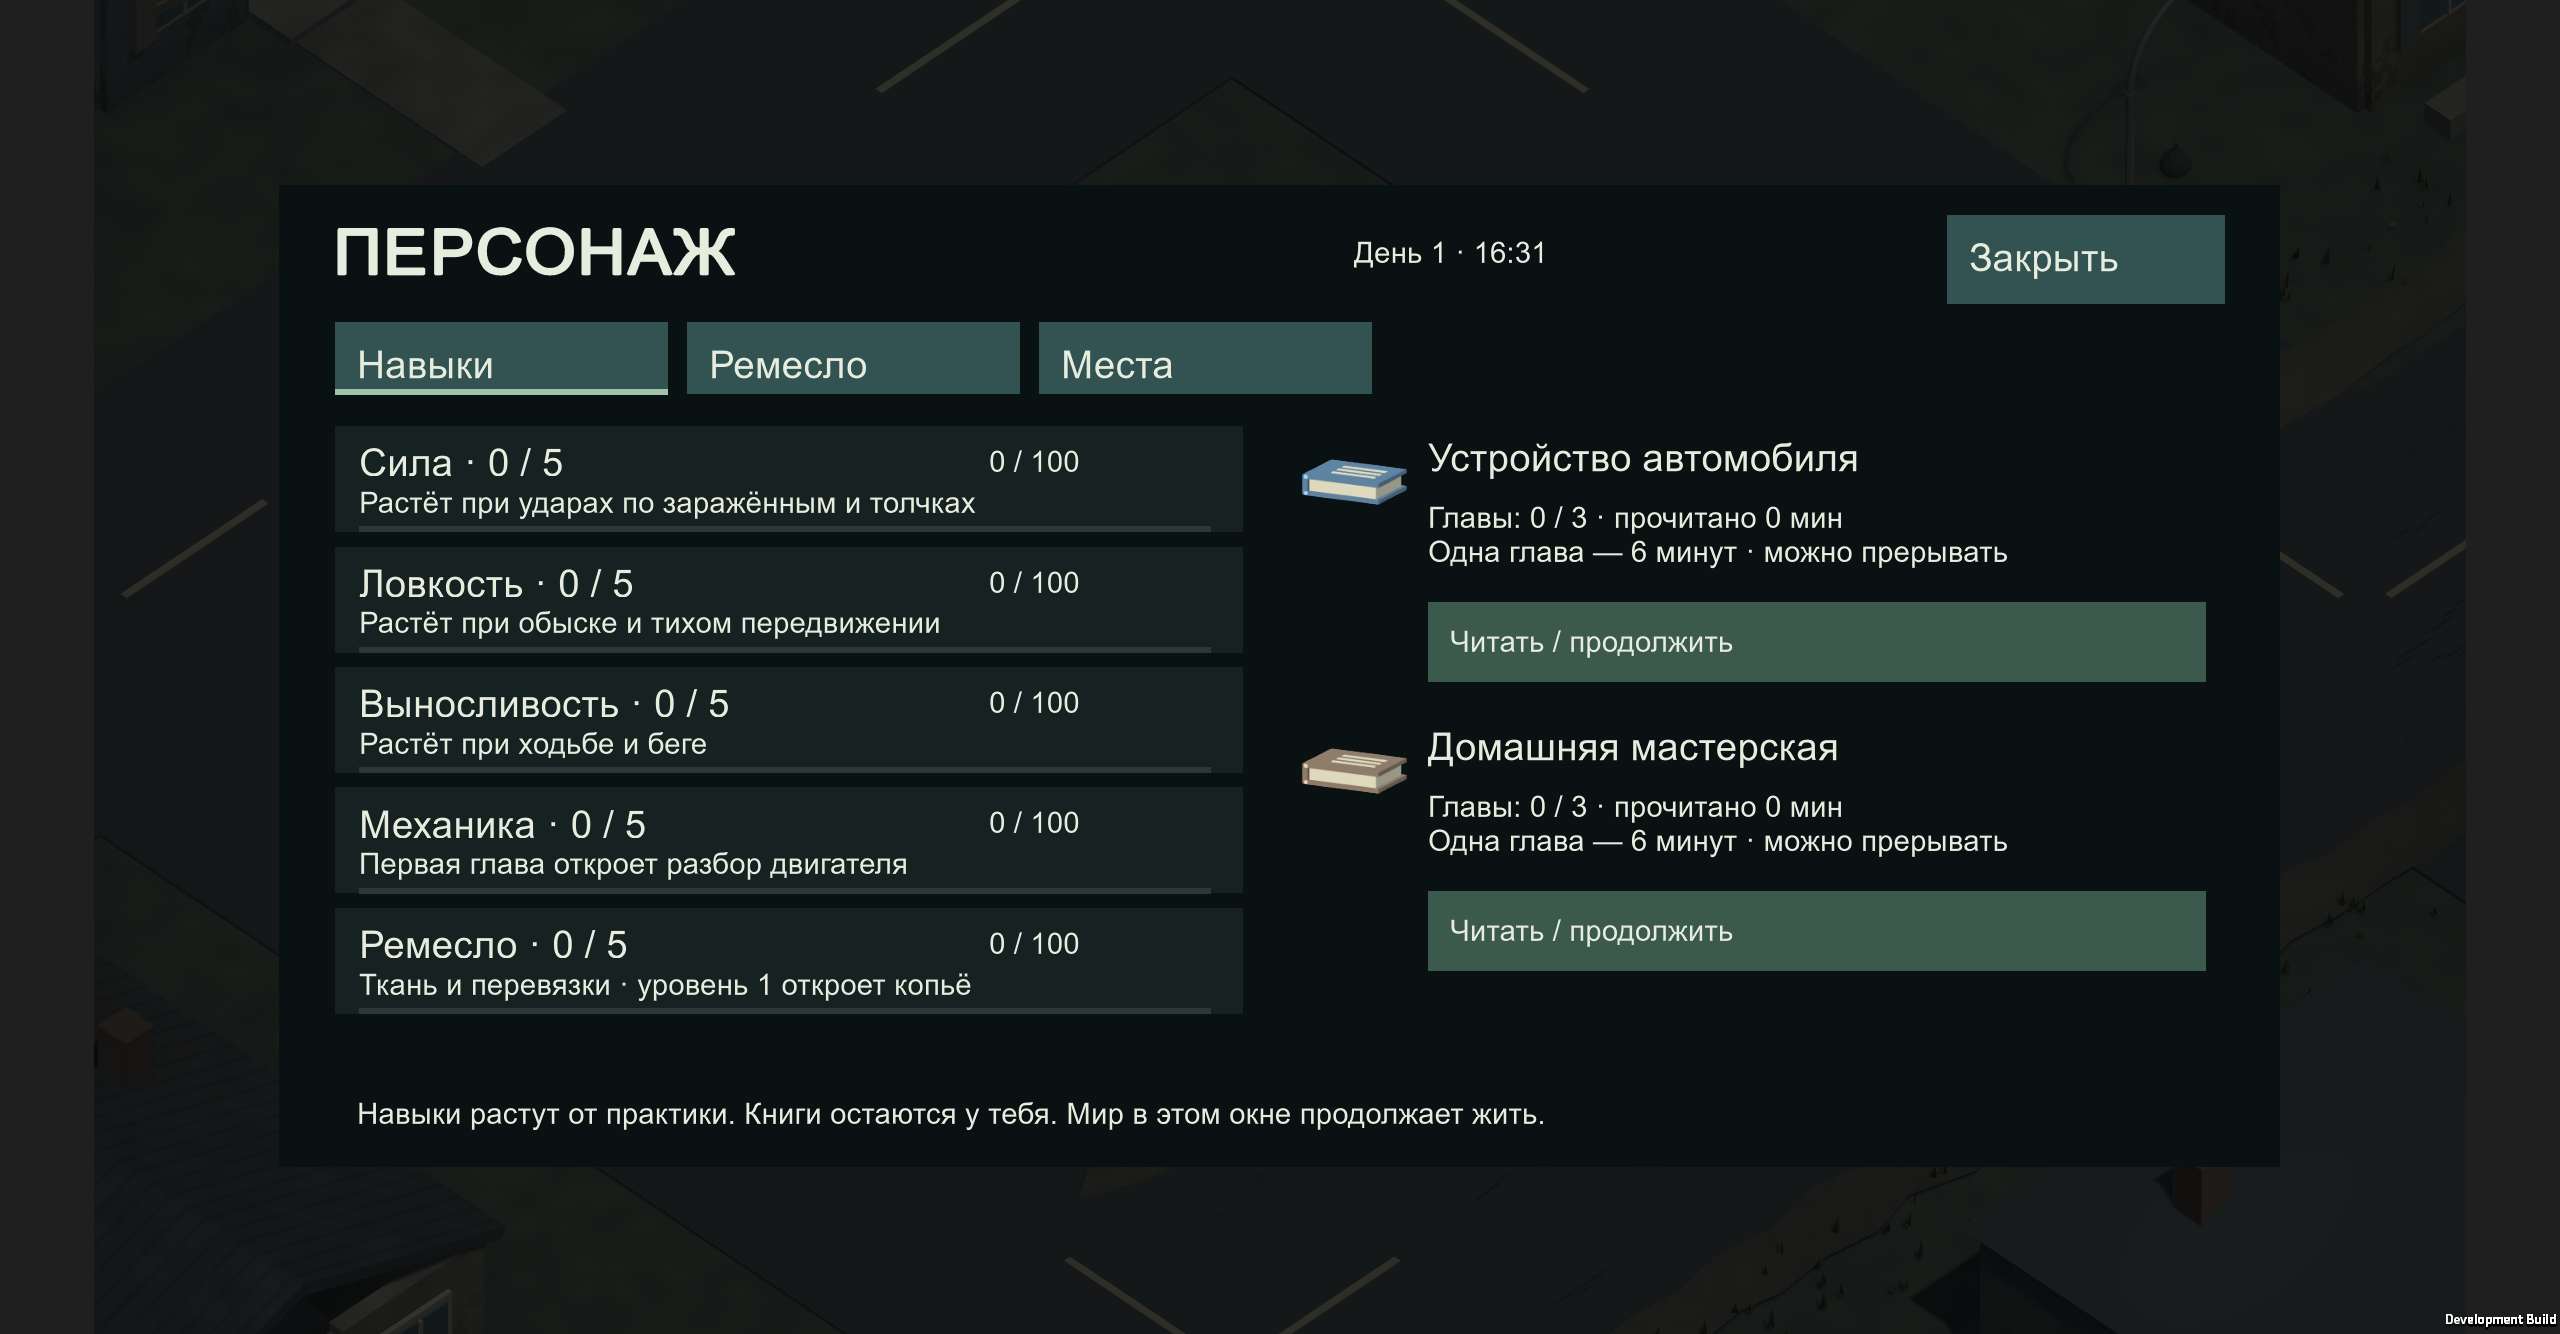 ПЕРСОНАЖ
День 1 · 16:31
Закрыть
Навыки
Ремесло
Места
Сила · 0 / 5
0 / 100
Растёт при ударах по заражённым и толчках
Ловкость · 0 / 5
0 / 100
Растёт при обыске и тихом передвижении
Выносливость · 0 / 5
0 / 100
Растёт при ходьбе и беге
Механика · 0 / 5
0 / 100
Первая глава откроет разбор двигателя
Ремесло · 0 / 5
0 / 100
Ткань и перевязки · уровень 1 откроет копьё
Устройство автомобиля
Главы: 0 / 3 · прочитано 0 мин
Одна глава — 6 минут · можно прерывать
Читать / продолжить
Домашняя мастерская
Главы: 0 / 3 · прочитано 0 мин
Одна глава — 6 минут · можно прерывать
Читать / продолжить
Навыки растут от практики. Книги остаются у тебя. Мир в этом окне продолжает жить.
Development Build